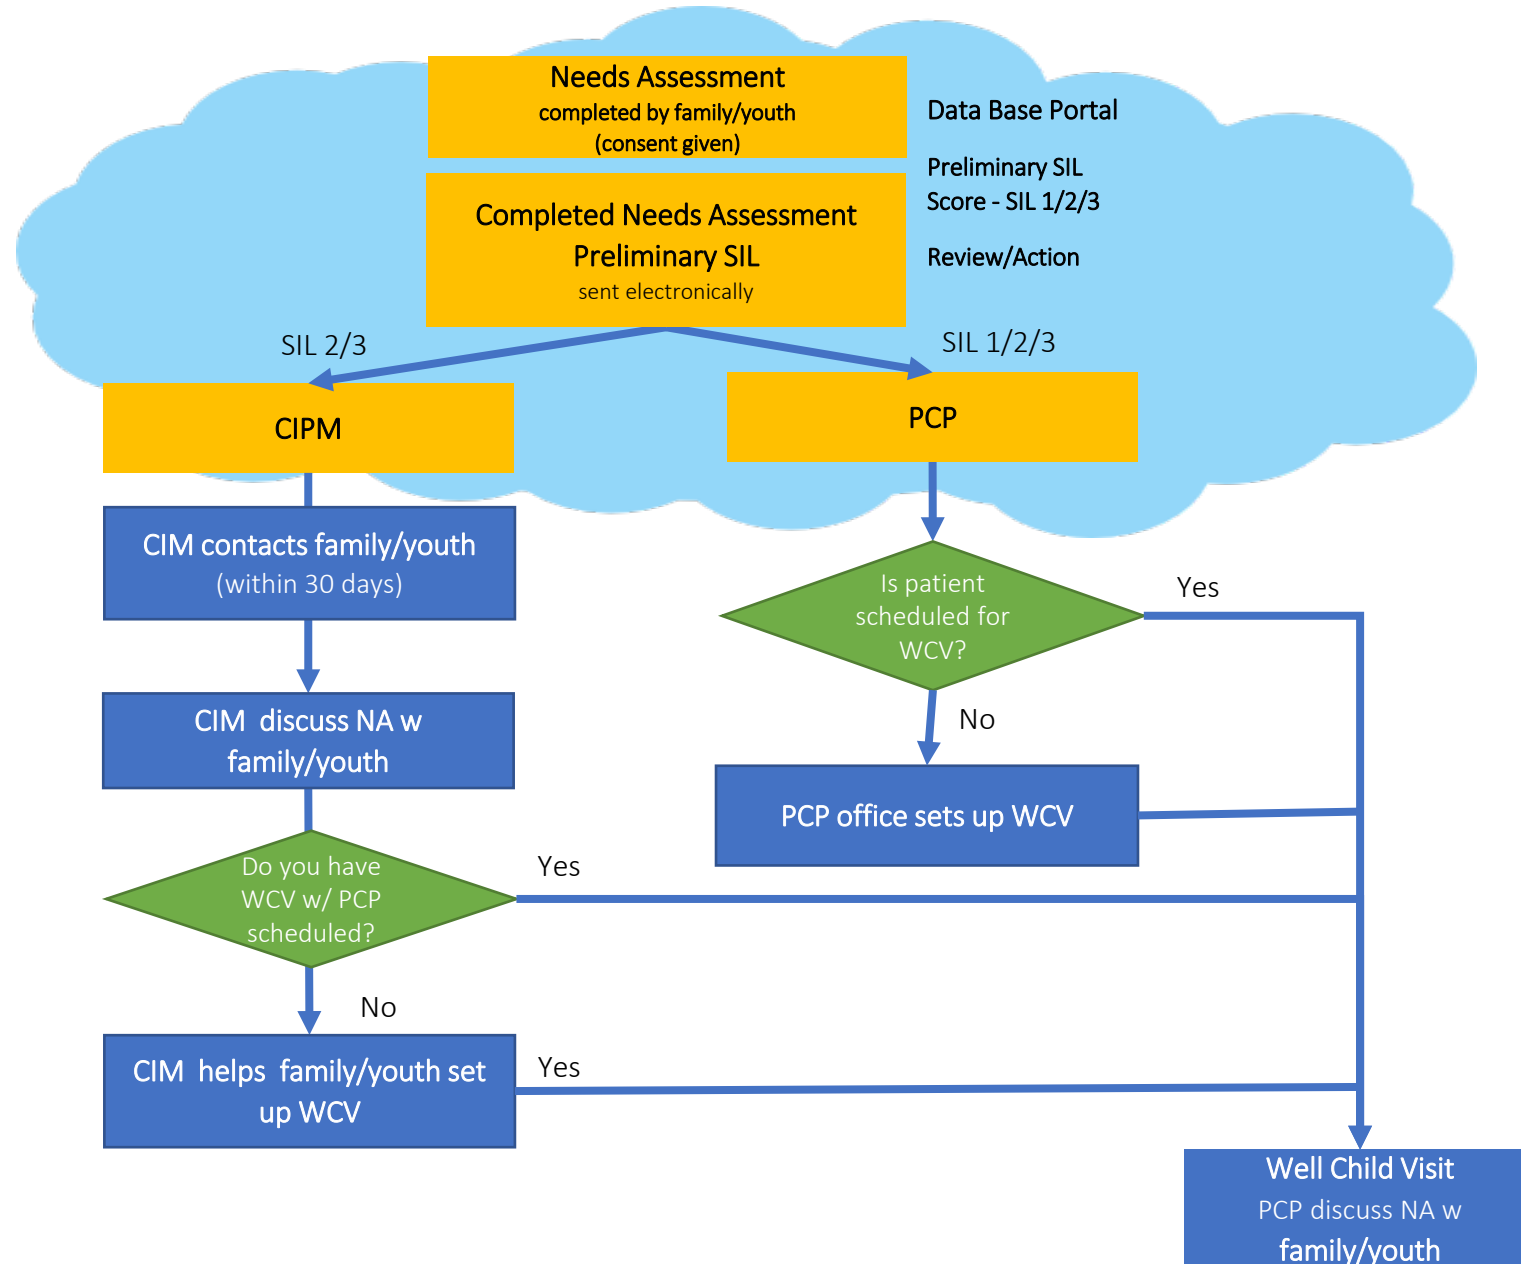 Needs Assessment
completed by family/youth
(consent given)
Data Base Portal
Preliminary SIL
Score - SIL 1/2/3
Review/Action
Completed Needs Assessment
Preliminary SIL
sent electronically
SIL 2/3
SIL 1/2/3
CIPM
PCP
CIM contacts family/youth
(within 30 days)
Is patient
scheduled for
WCV?
Yes
No
CIM discuss NA w
family/youth
PCP office sets up WCV
Do you have
WCV w/ PCP
scheduled?
Yes
No
CIM helps family/youth set
up WCV
Yes
Well Child Visit
PCP discuss NA w
family/youth